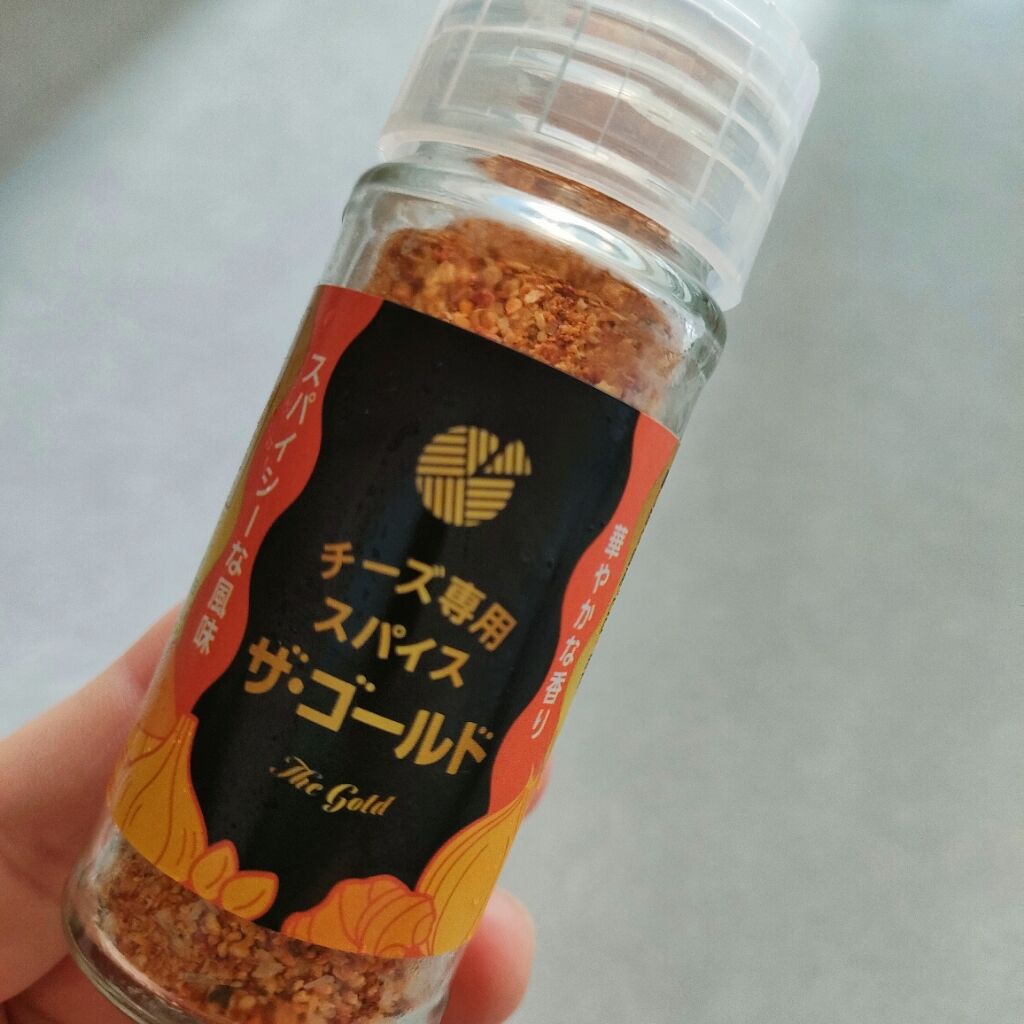 スパイシーな風味
チーズ専用
スパイス
ザ・ゴールド
The Gold
華やかな香り